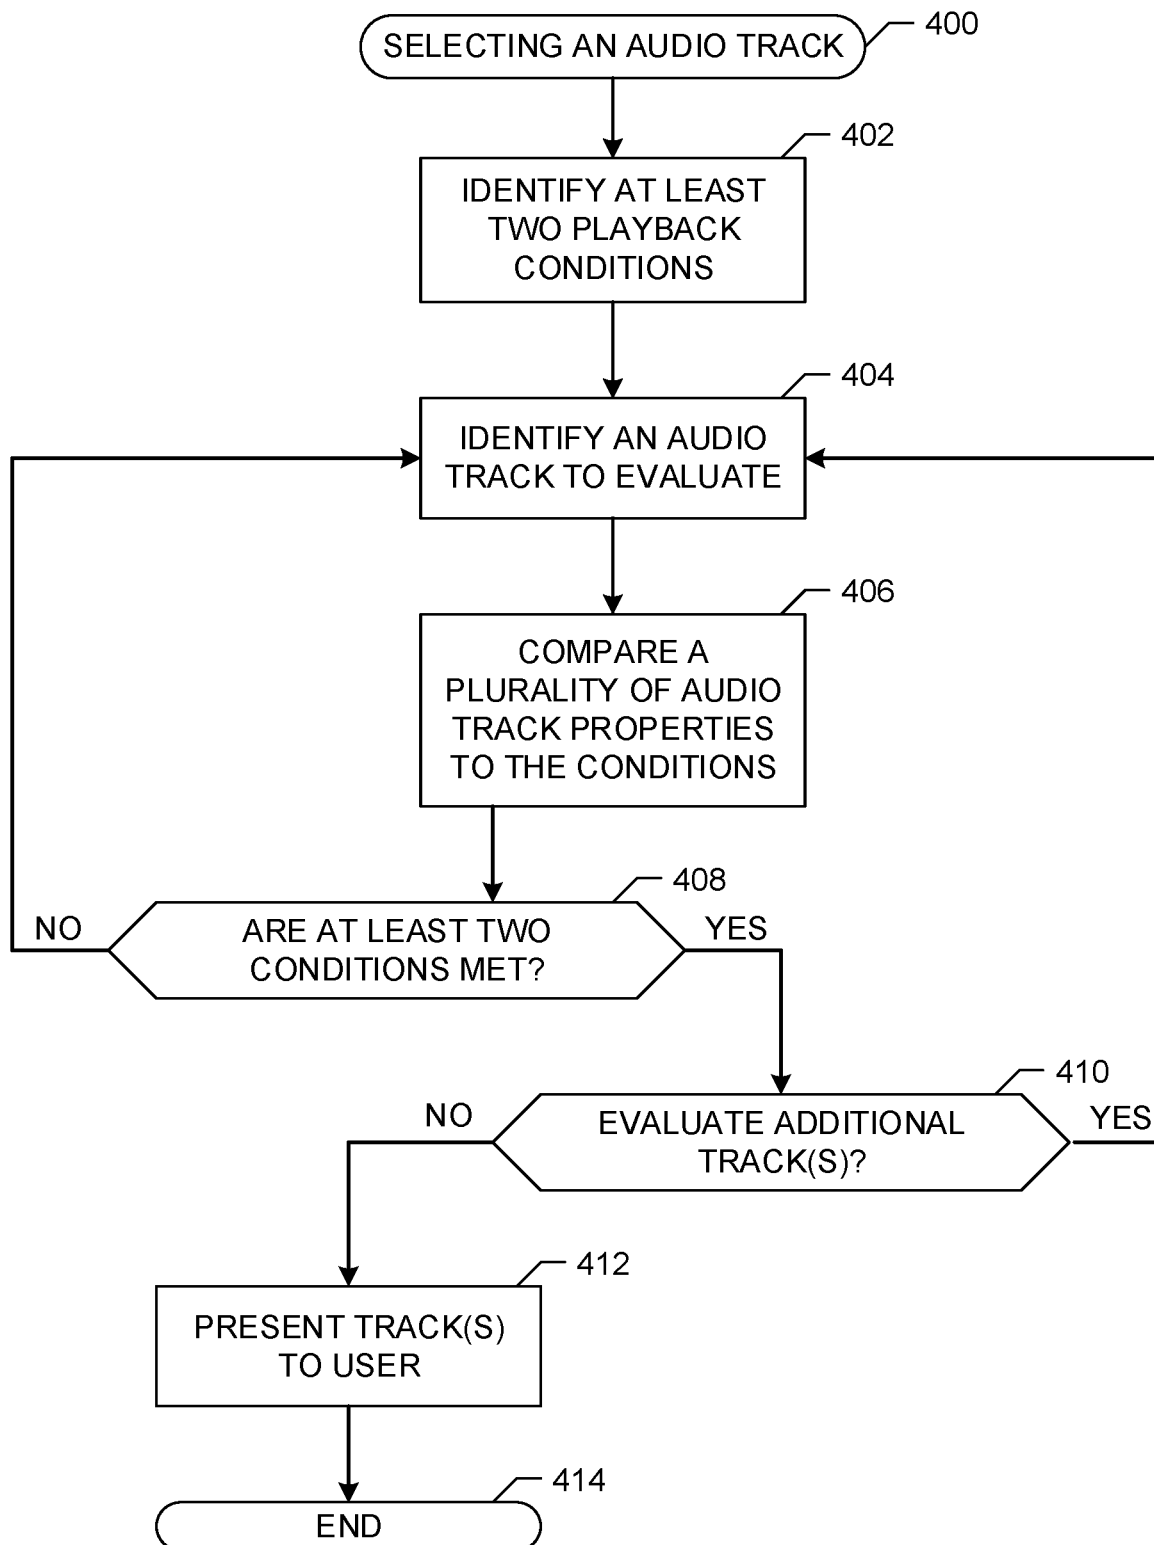 SELECTING AN AUDIO TRACK
400
402
IDENTIFY AT LEAST
TWO PLAYBACK
CONDITIONS
404
IDENTIFY AN AUDIO
TRACK TO EVALUATE
406
COMPARE A
PLURALITY OF AUDIO
TRACK PROPERTIES
TO THE CONDITIONS
408
NO
ARE AT LEAST TWO
CONDITIONS MET?
YES
410
NO
EVALUATE ADDITIONAL
TRACK(S)?
YES
412
PRESENT TRACK(S)
TO USER
414
END